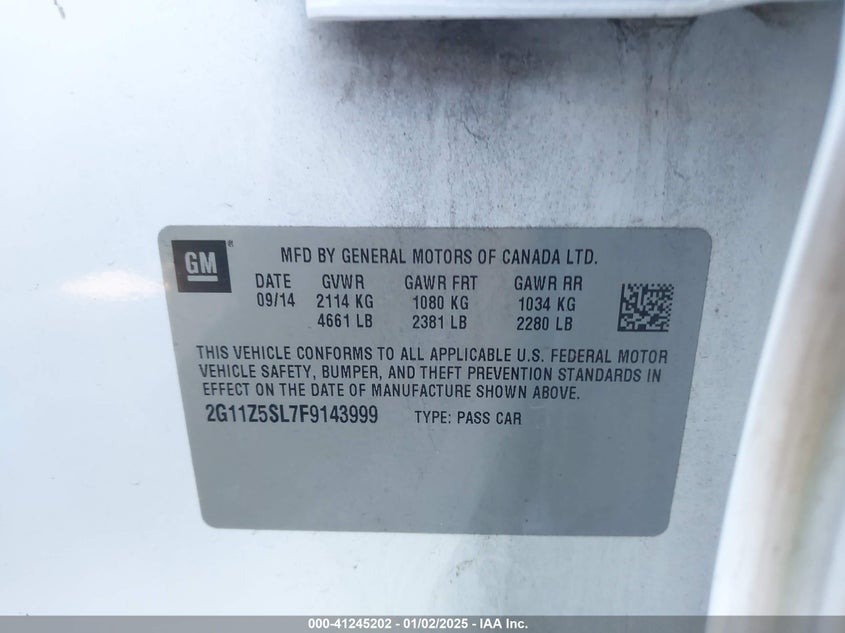 GM®
MFD BY GENERAL MOTORS OF CANADA LTD.
DATE GVWR GAWR FRT GAWR RR
09/14 2114 KG 1080 KG 1034 KG
4661 LB 2381 LB 2280 LB
THIS VEHICLE CONFORMS TO ALL APPLICABLE U.S. FEDERAL MOTOR
VEHICLE SAFETY, BUMPER, AND THEFT PREVENTION STANDARDS IN
EFFECT ON THE DATE OF MANUFACTURE SHOWN ABOVE.
2G11Z5SL7F9143999 TYPE: PASS CAR
000-41245202 - 01/02/2025 - IAA Inc.